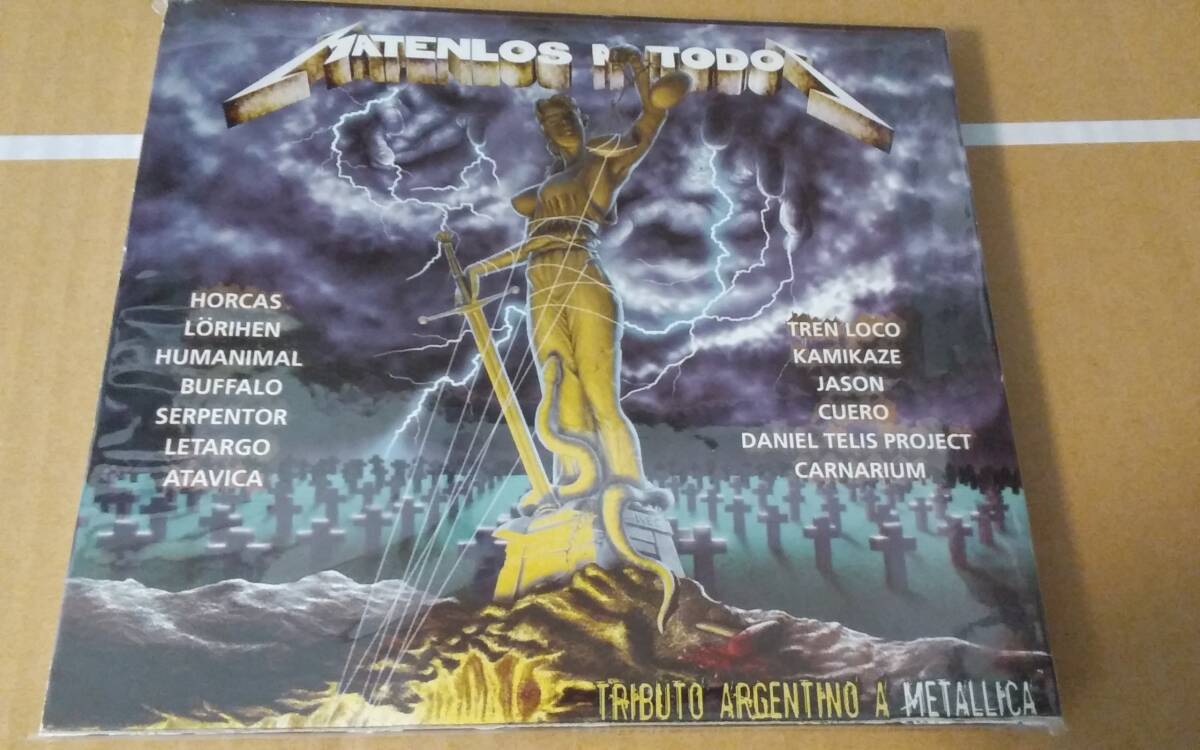 MATENLOS A TODOS
HORCAS
LÖRIHEN
HUMANIMAL
BUFFALO
SERPENTOR
LETARGO
ATAVICA
TREN LOCO
KAMIKAZE
JASON
CUERO
DANIEL TELIS PROJECT
CARNARIUM
TRIBUTO ARGENTINO A METALLICA